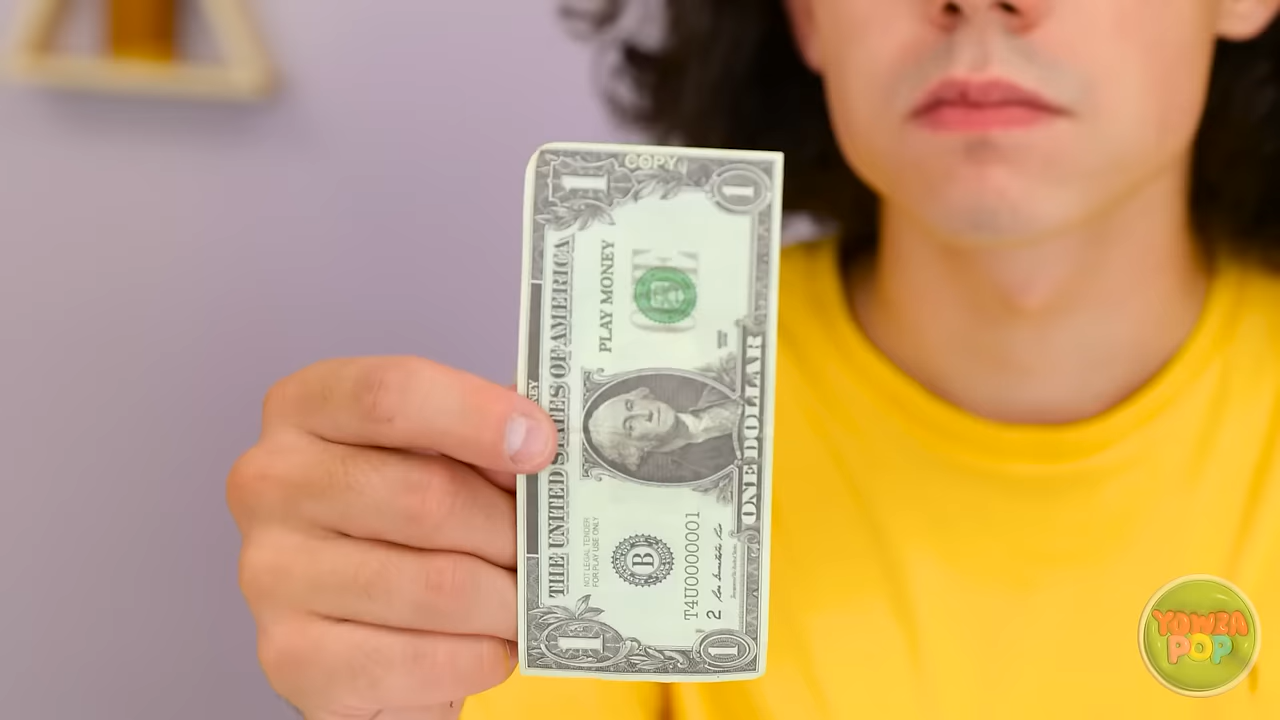 COPY
1
1
THE UNITED STATES OF AMERICA
PLAY MONEY
ONE DOLLAR
NOT LEGAL TENDER
FOR PLAY USE ONLY
B
T4U0000001
2
1
1
YOWZA
POP